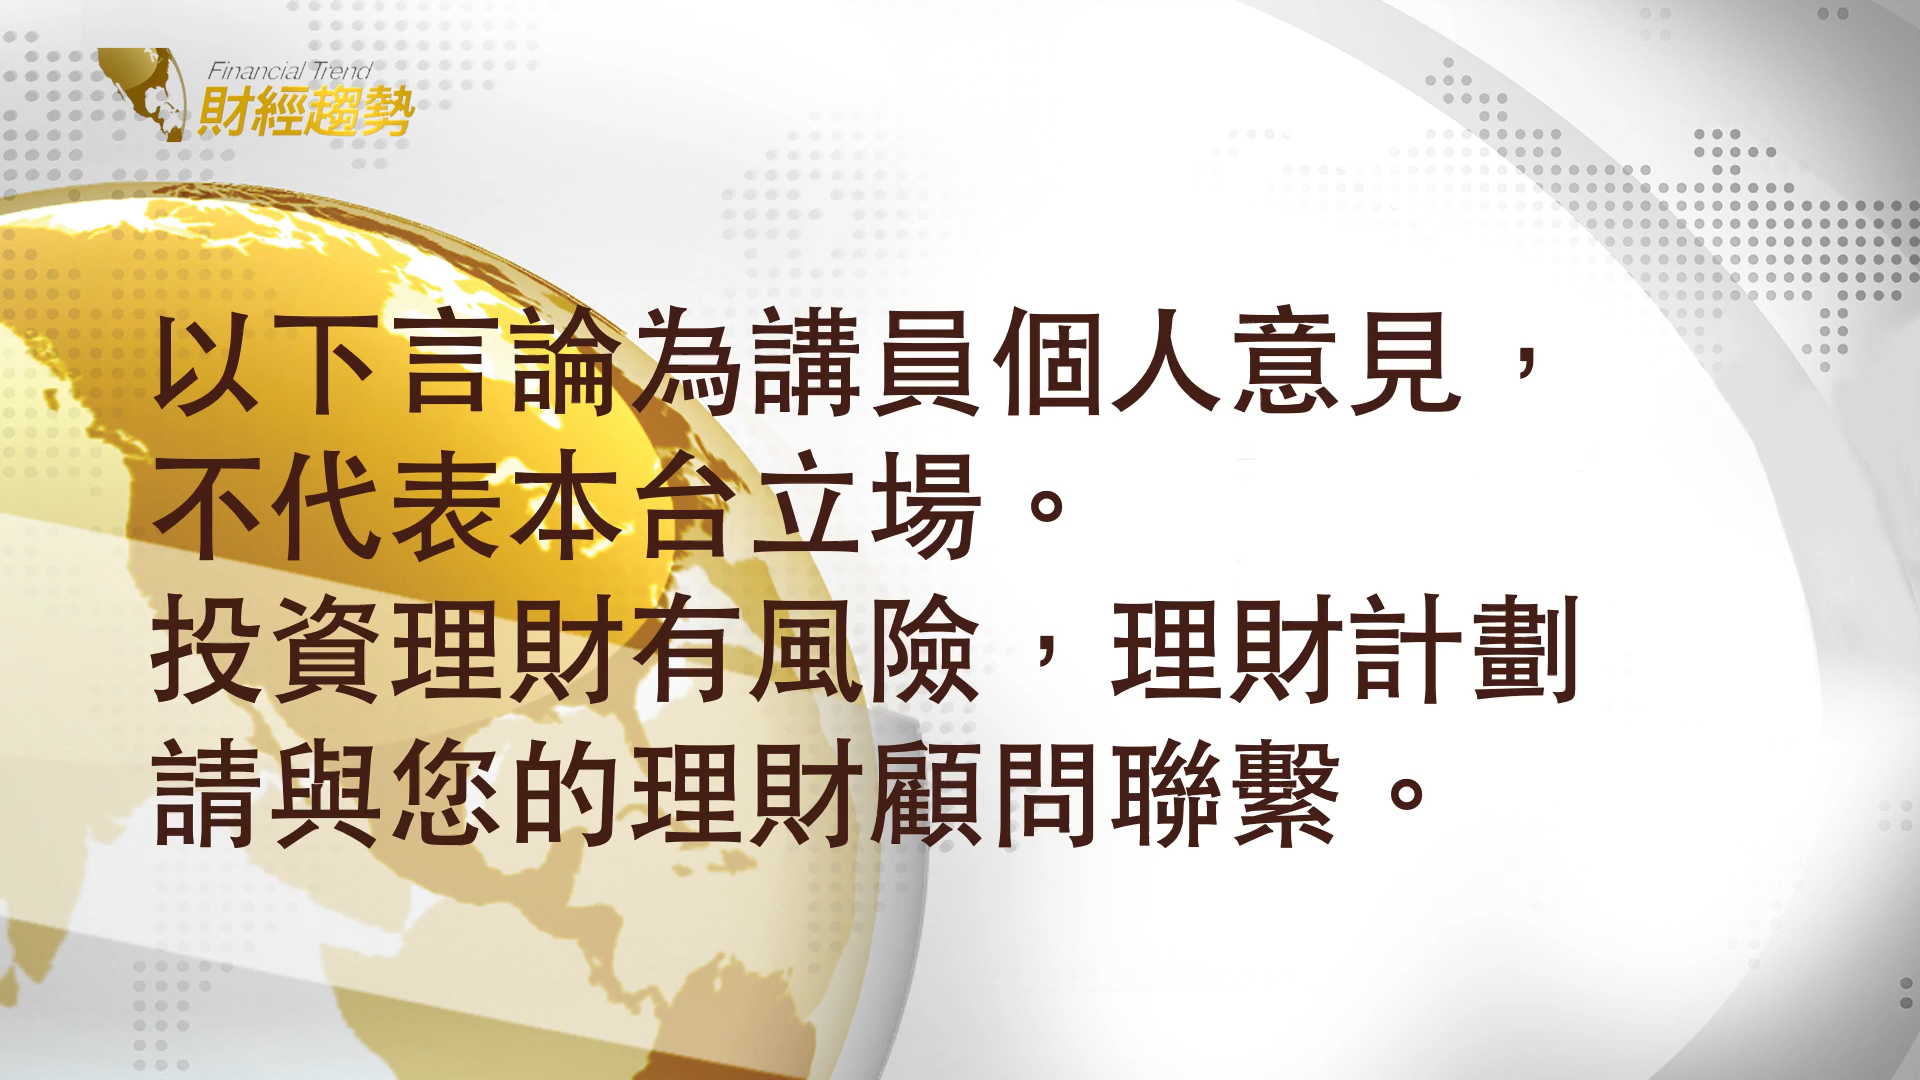 Financial Trend
財經趨勢
以下言論為講員個人意見，
不代表本台立場。
投資理財有風險，理財計劃
請與您的理財顧問聯繫。